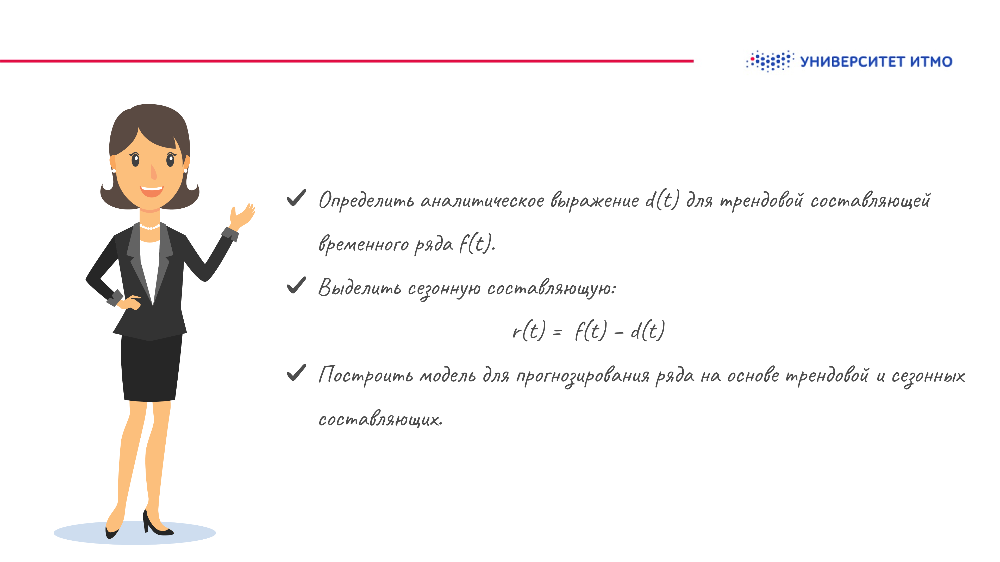 УНИВЕРСИТЕТ ИТМО
Определить аналитическое выражение d(t) для трендовой составляющей
временного ряда f(t).
Выделить сезонную составляющую:
r(t) = f(t) – d(t)
Построить модель для прогнозирования ряда на основе трендовой и сезонных
составляющих.